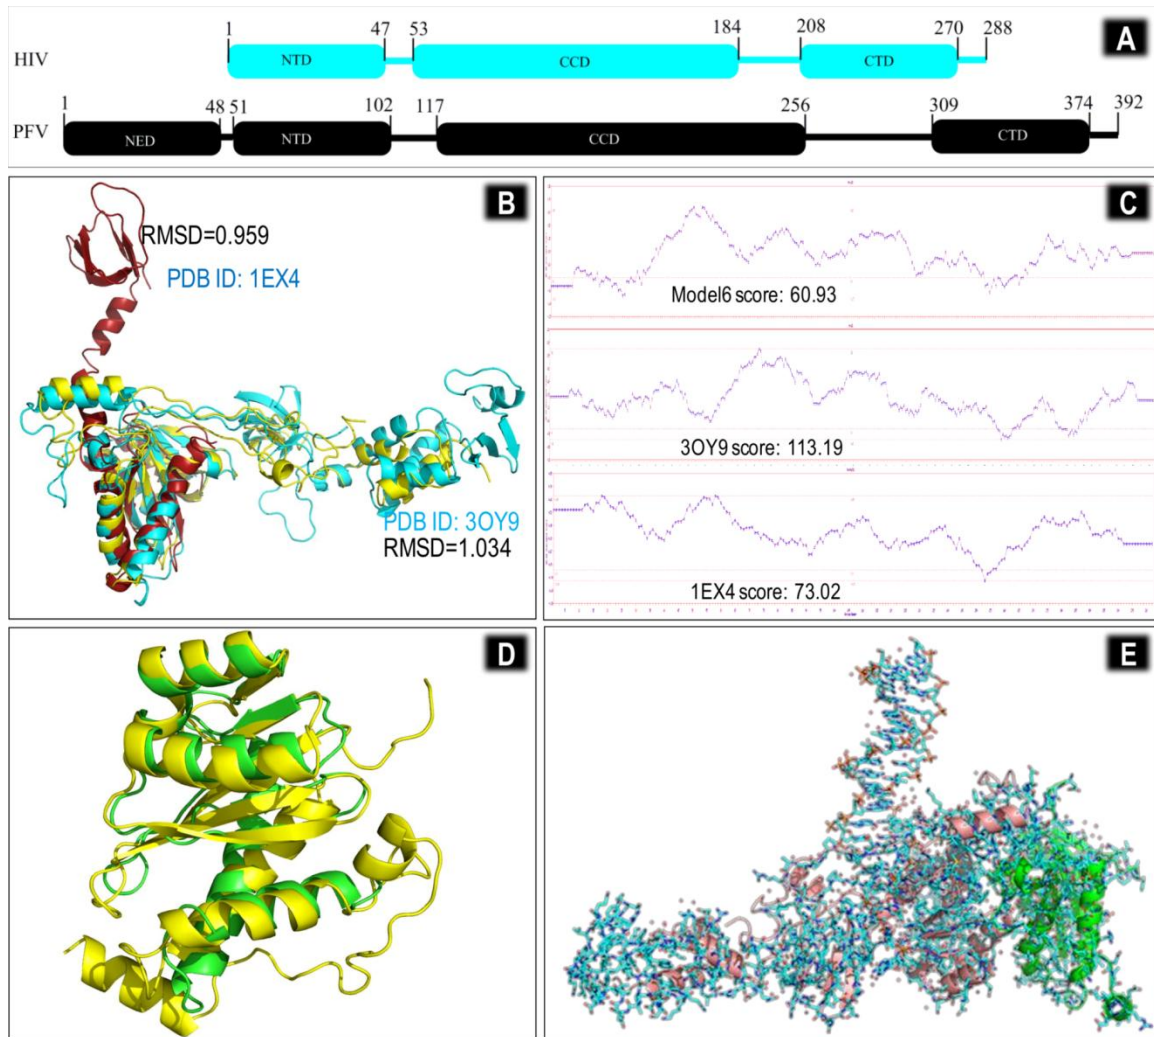 A
1 47 53 184 208 270 288
HIV NTD CCD CTD
1 48 51 102 117 256 309 374 392
PFV NED NTD CCD CTD
B
RMSD=0.959
PDB ID: 1EX4
PDB ID: 3OY9
RMSD=1.034
C
Model6 score: 60.93
3OY9 score: 113.19
1EX4 score: 73.02
D
E